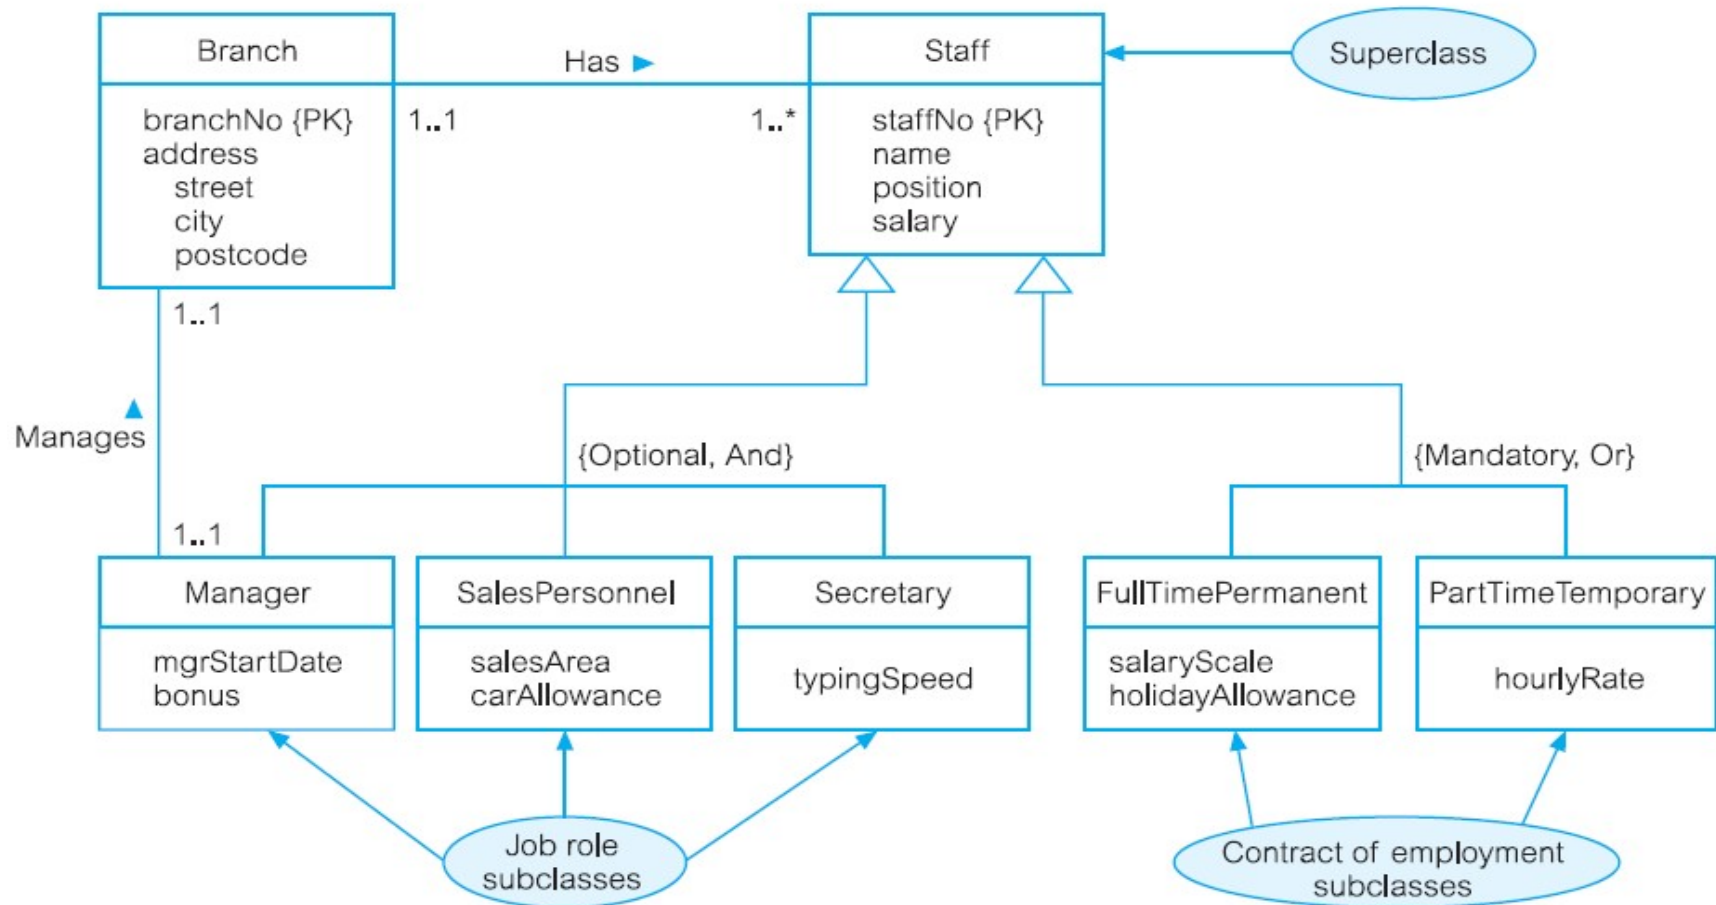 Branch
Has ►
Staff
Superclass
branchNo {PK}
address
street
city
postcode
1..1
1..*
staffNo {PK}
name
position
salary
1..1
▲
Manages
{Optional, And}
{Mandatory, Or}
1..1
Manager
mgrStartDate
bonus
SalesPersonnel
salesArea
carAllowance
Secretary
typingSpeed
FullTimePermanent
salaryScale
holidayAllowance
PartTimeTemporary
hourlyRate
Job role
subclasses
Contract of employment
subclasses